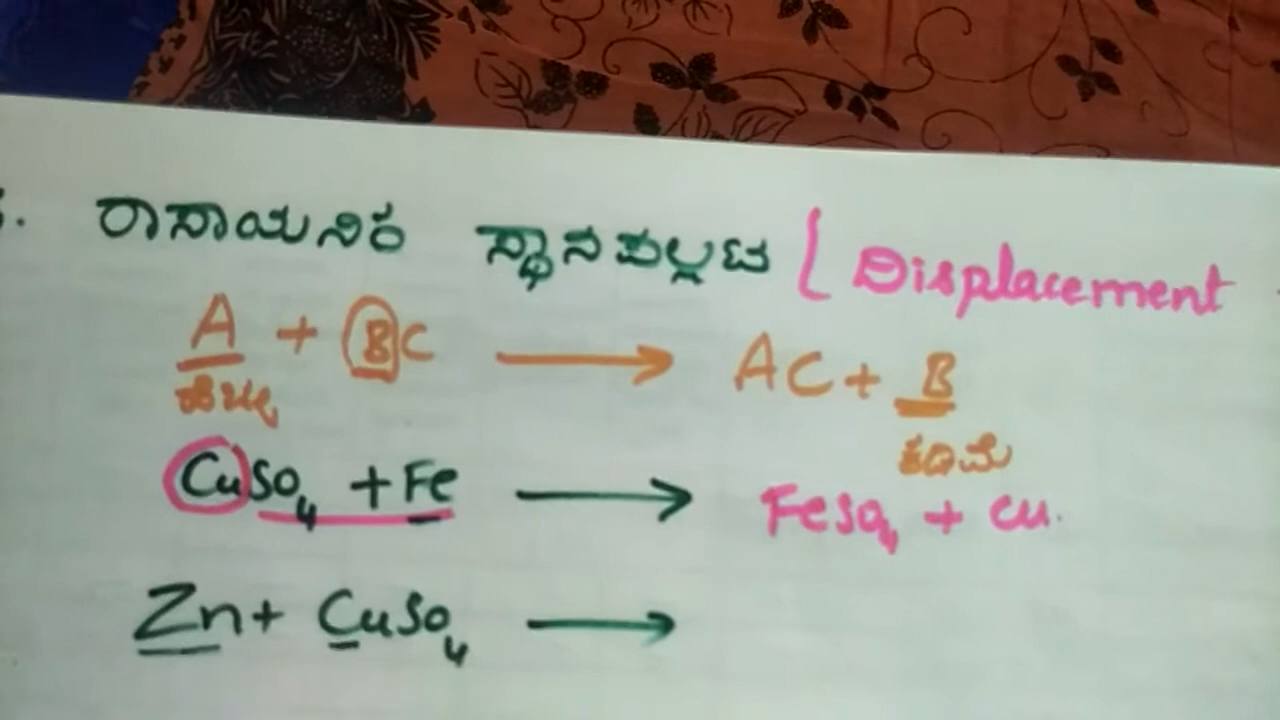 . ರಾಸಾಯನಿಕ ಸ್ಥಾನಪಲ್ಲಟ ( Displacement
A + BC → AC + B
ಹೆಚ್ಚು ಕಡಿಮೆ
CuSo4 + Fe → FeSo4 + Cu.
Zn + CuSo4 →